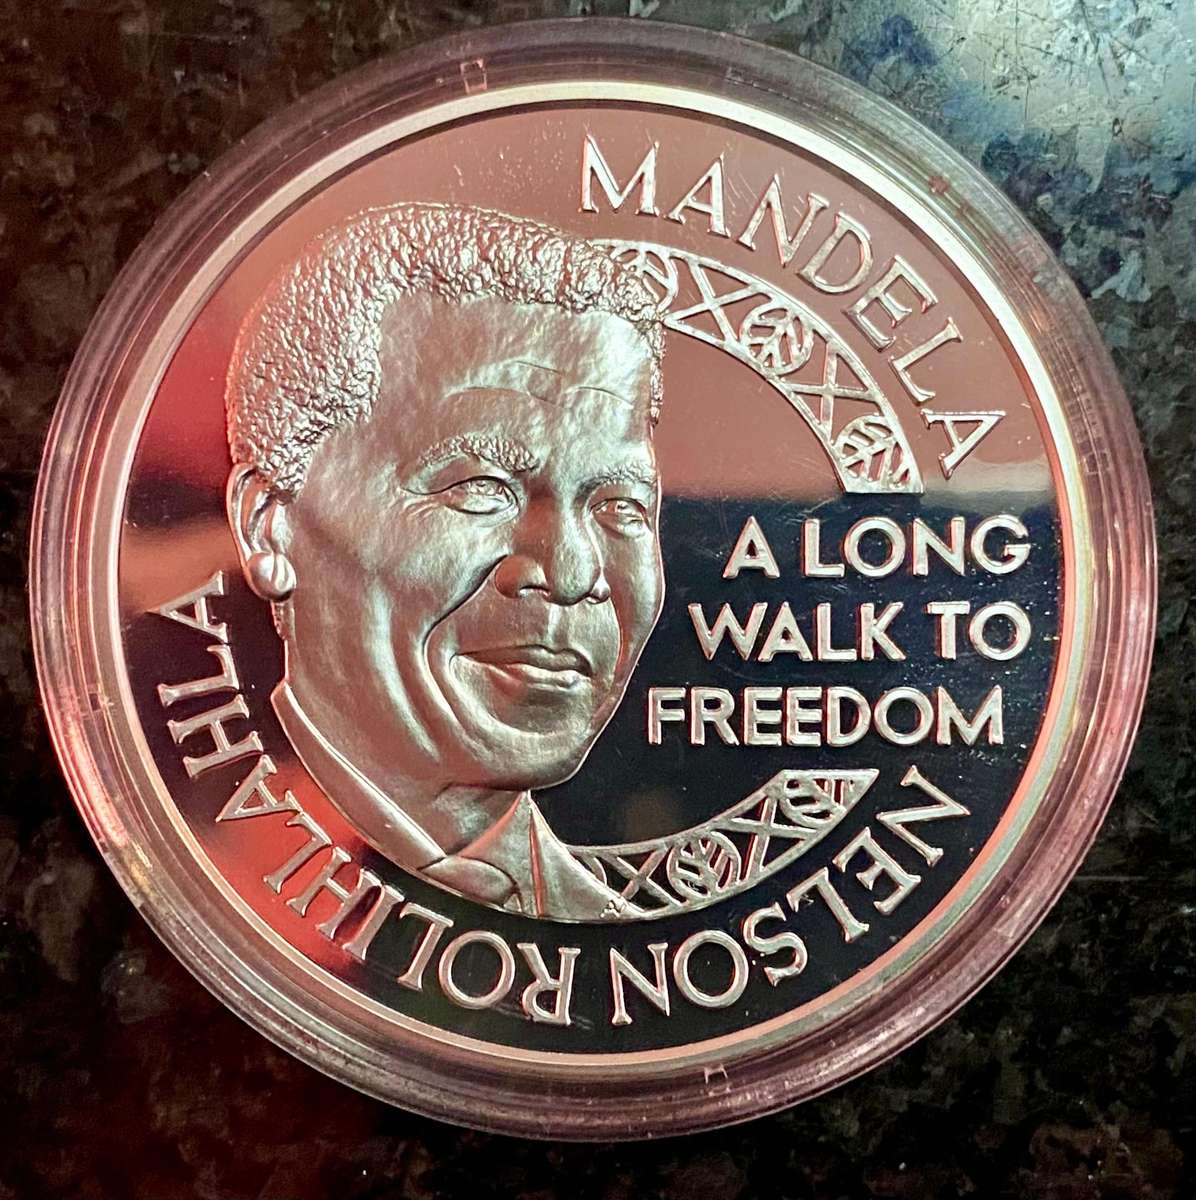 NELSON ROLIHLAHLA
MANDELA
A LONG
WALK TO
FREEDOM